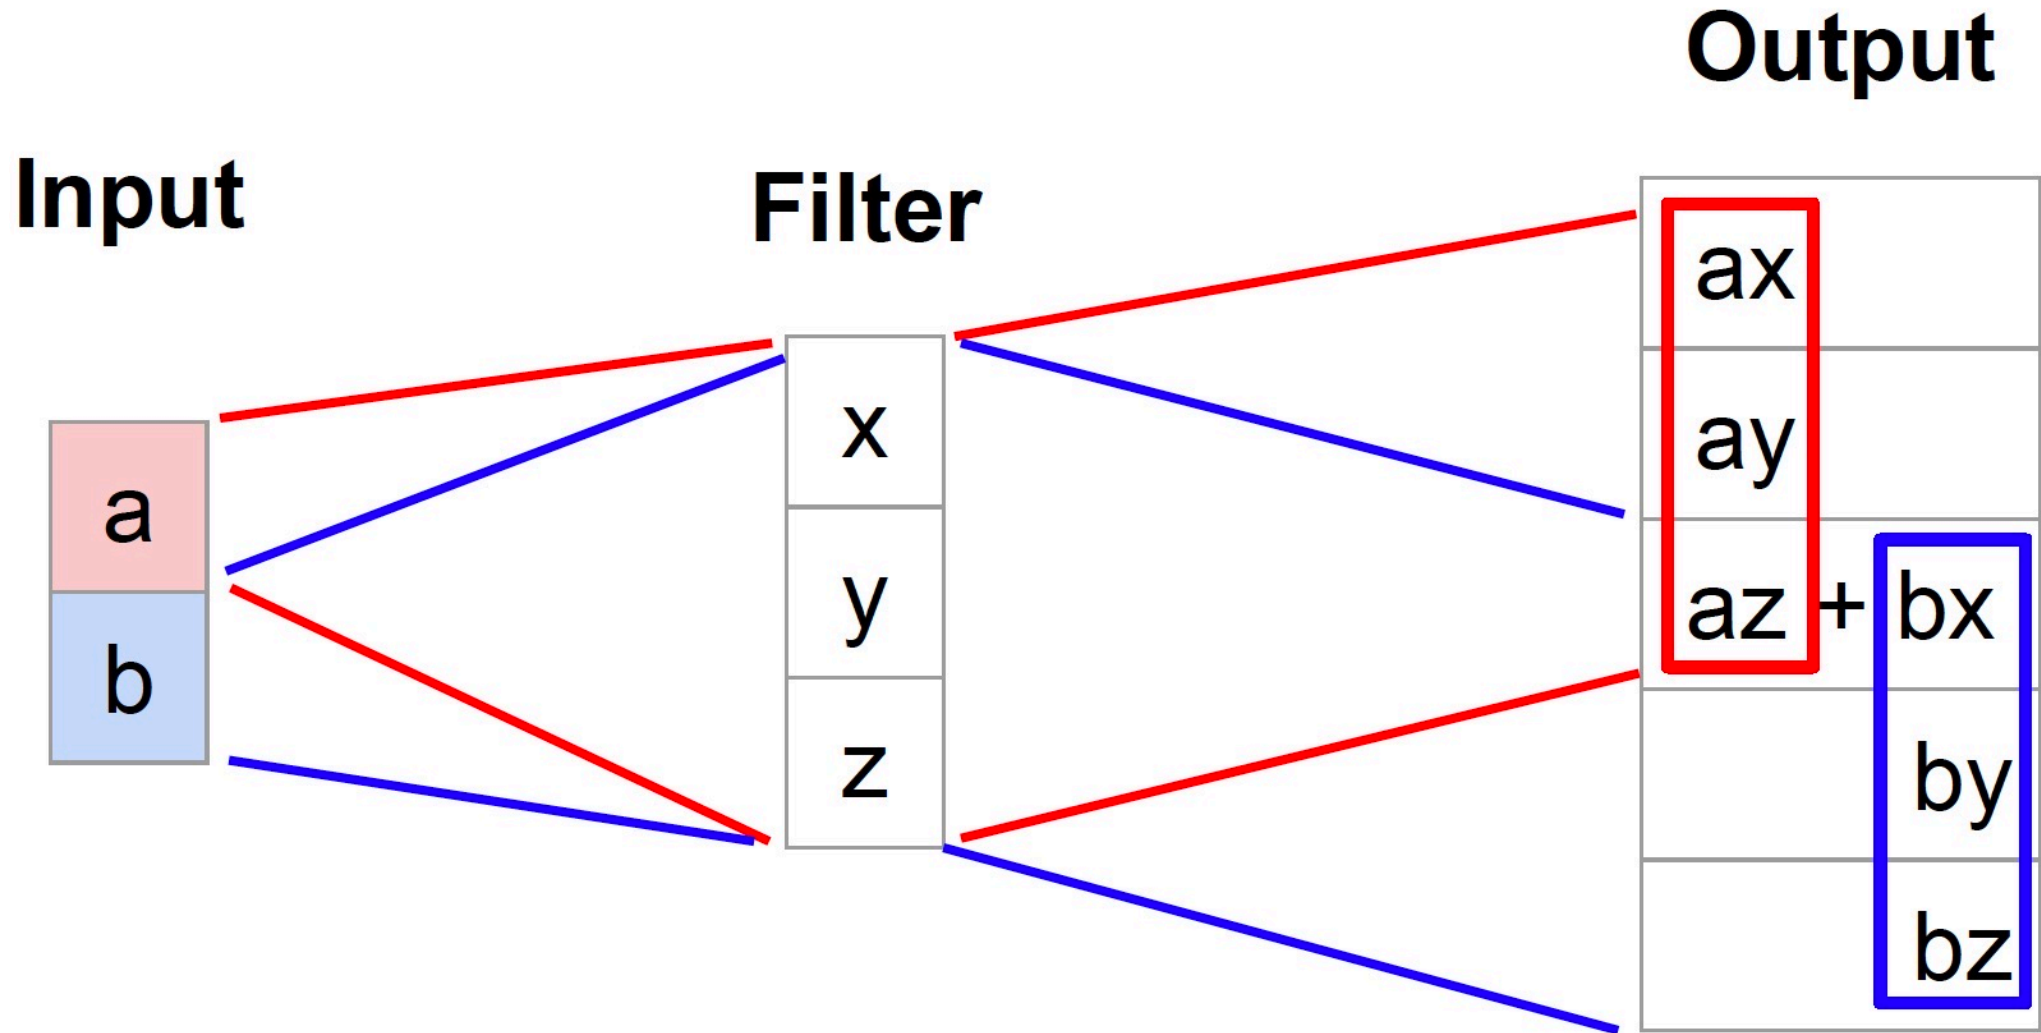 Input
a
b
Filter
x
y
z
Output
ax
ay
az + bx
by
bz